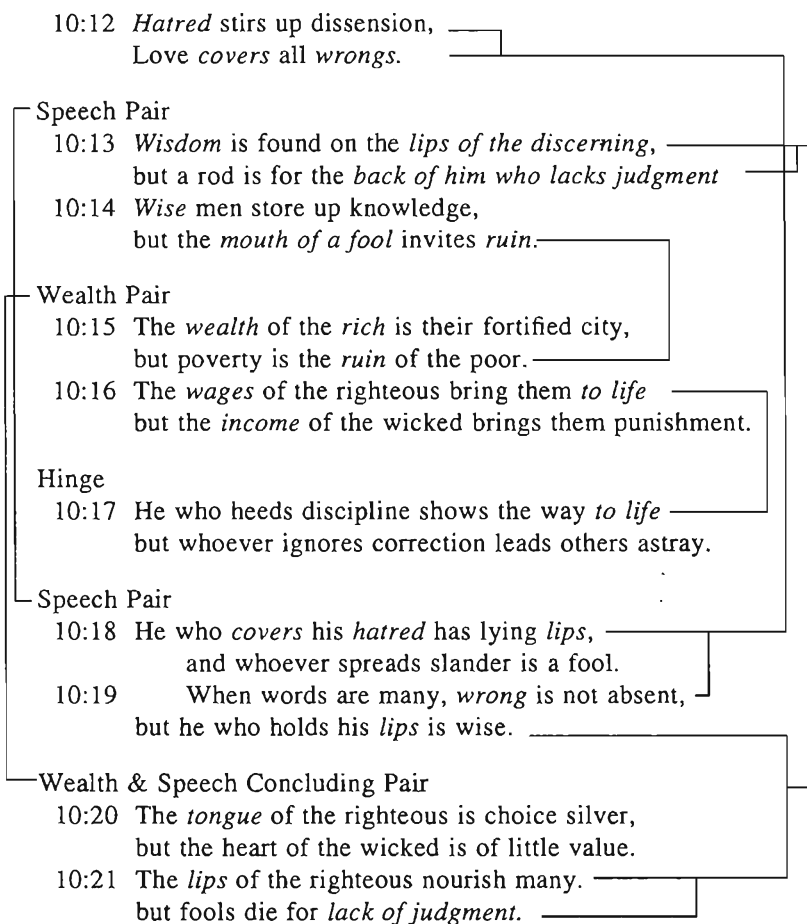 10:12 Hatred stirs up dissension,
Love covers all wrongs.
Speech Pair
10:13 Wisdom is found on the lips of the discerning,
but a rod is for the back of him who lacks judgment
10:14 Wise men store up knowledge,
but the mouth of a fool invites ruin.
Wealth Pair
10:15 The wealth of the rich is their fortified city,
but poverty is the ruin of the poor.
10:16 The wages of the righteous bring them to life
but the income of the wicked brings them punishment.
Hinge
10:17 He who heeds discipline shows the way to life
but whoever ignores correction leads others astray.
Speech Pair
10:18 He who covers his hatred has lying lips,
and whoever spreads slander is a fool.
10:19 When words are many, wrong is not absent,
but he who holds his lips is wise.
Wealth & Speech Concluding Pair
10:20 The tongue of the righteous is choice silver,
but the heart of the wicked is of little value.
10:21 The lips of the righteous nourish many.
but fools die for lack of judgment.